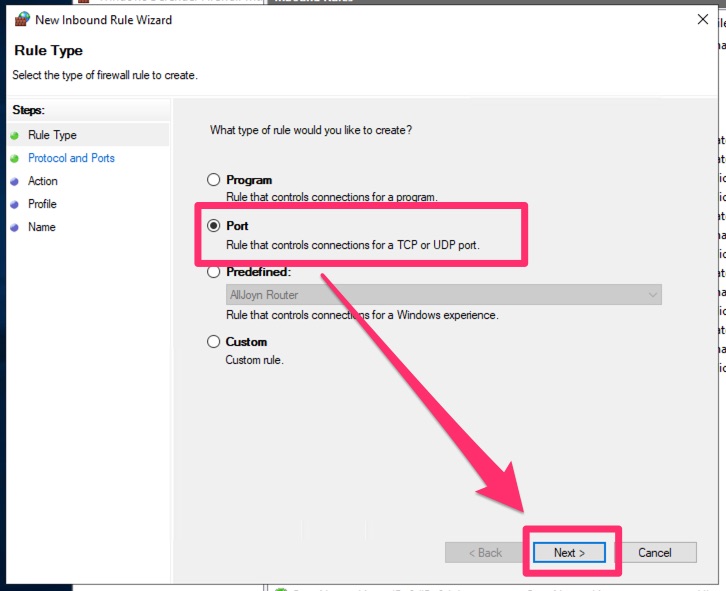 New Inbound Rule Wizard
Rule Type
Select the type of firewall rule to create.
Steps:
Rule Type
Protocol and Ports
Action
Profile
Name
What type of rule would you like to create?
Program
Rule that controls connections for a program.
Port
Rule that controls connections for a TCP or UDP port.
Predefined:
AllJoyn Router
Rule that controls connections for a Windows experience.
Custom
Custom rule.
< Back
Next >
Cancel